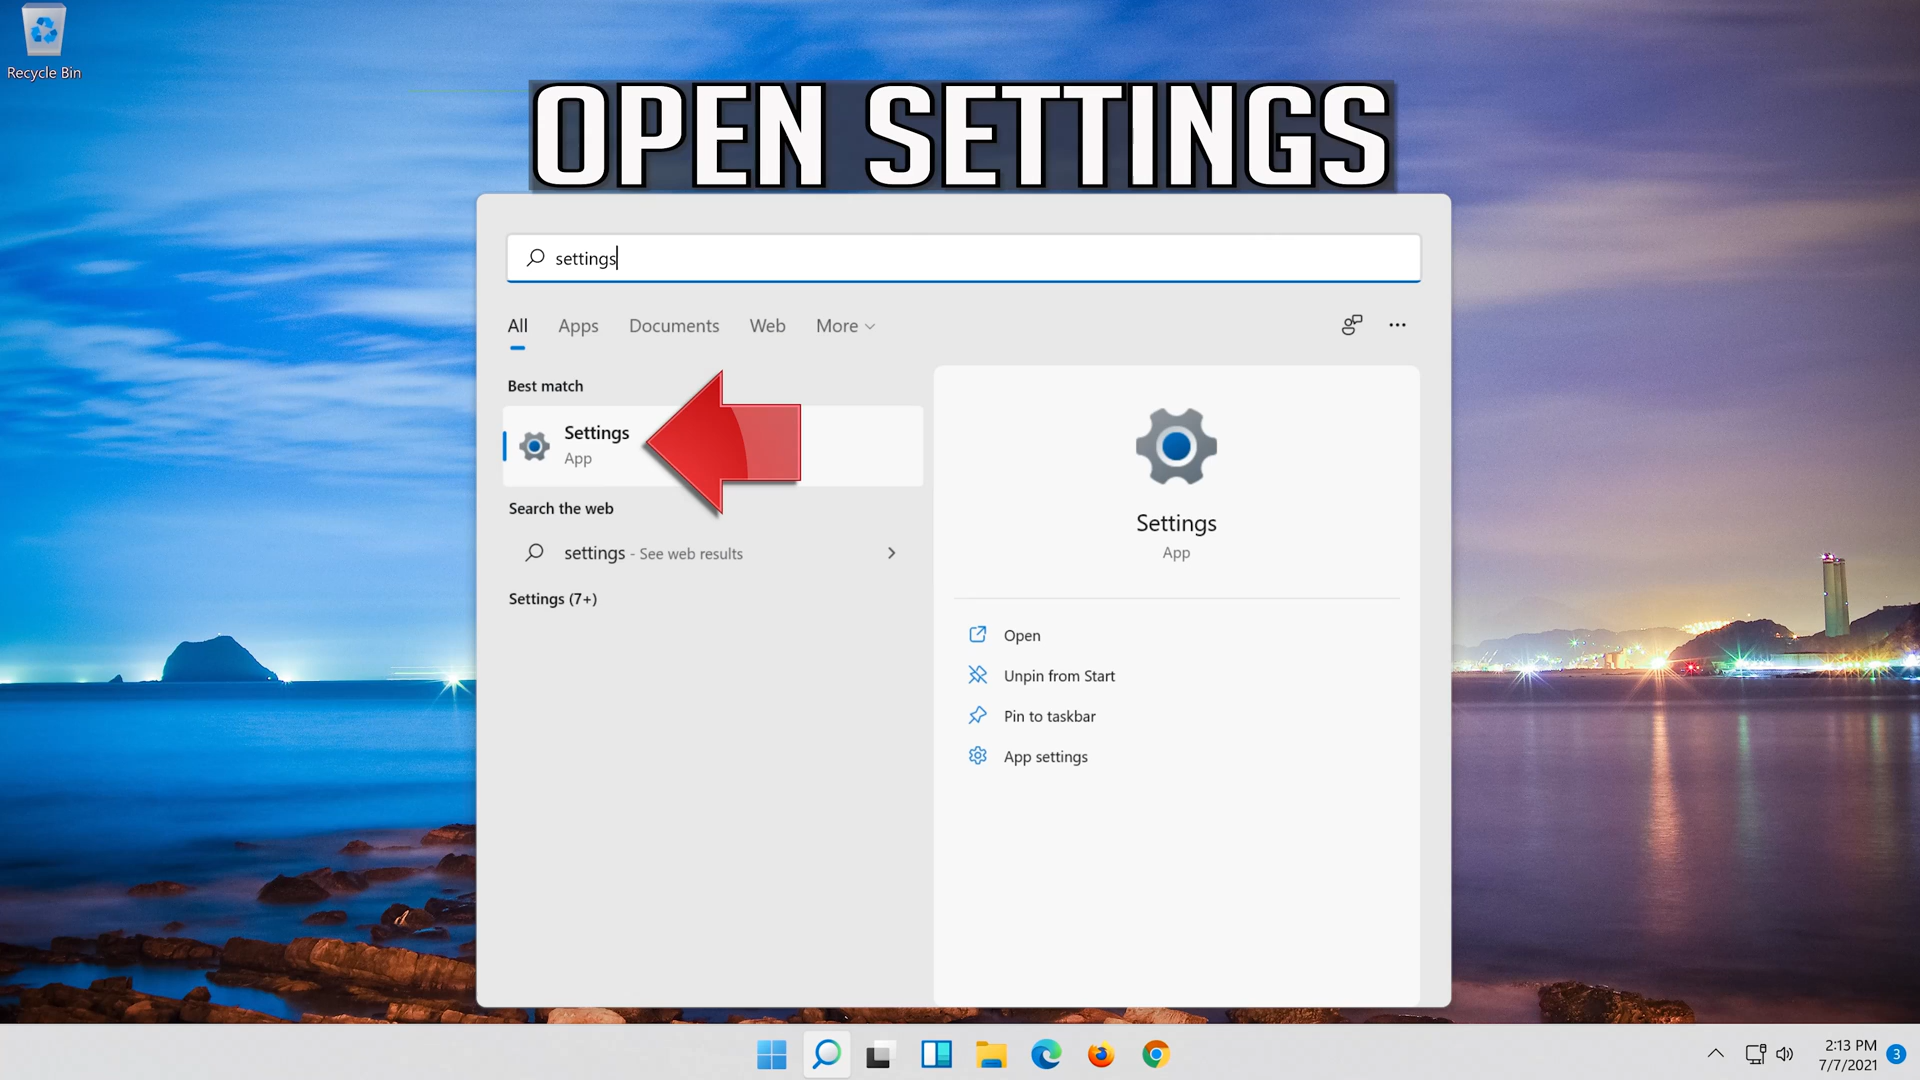 Recycle Bin
OPEN SETTINGS
settings
All Apps Documents Web More
Best match
Settings
App
Search the web
settings - See web results
Settings (7+)
Settings
App
Open
Unpin from Start
Pin to taskbar
App settings
2:13 PM
7/7/2021
3